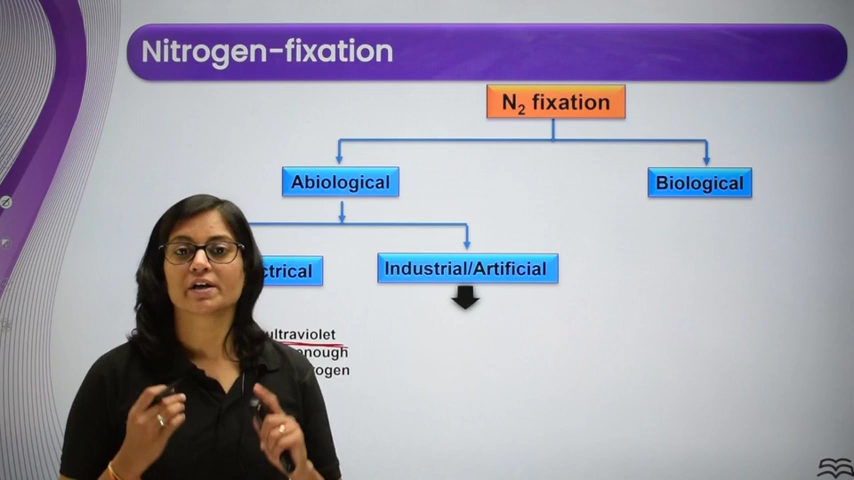 Nitrogen-fixation
N₂ fixation
Abiological
Biological
ctrical
Industrial/Artificial
ultraviolet
enough
rogen